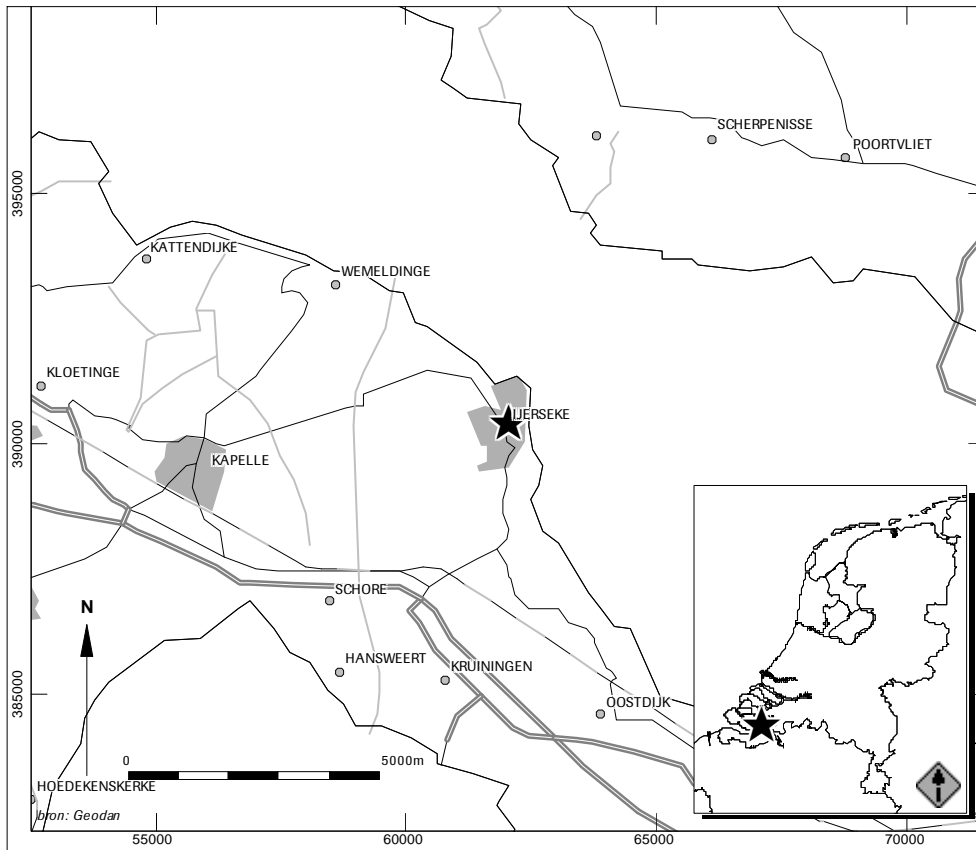 SCHERPENISSE
POORTVLIET
395000
KATTENDIJKE
WEMELDINGE
KLOETINGE
IJERSEKE
390000
KAPELLE
SCHORE
N
HANSWEERT
KRUININGEN
385000
OOSTDIJK
0 5000m
HOEDEKENSKERKE
bron: Geodan
55000 60000 65000 70000